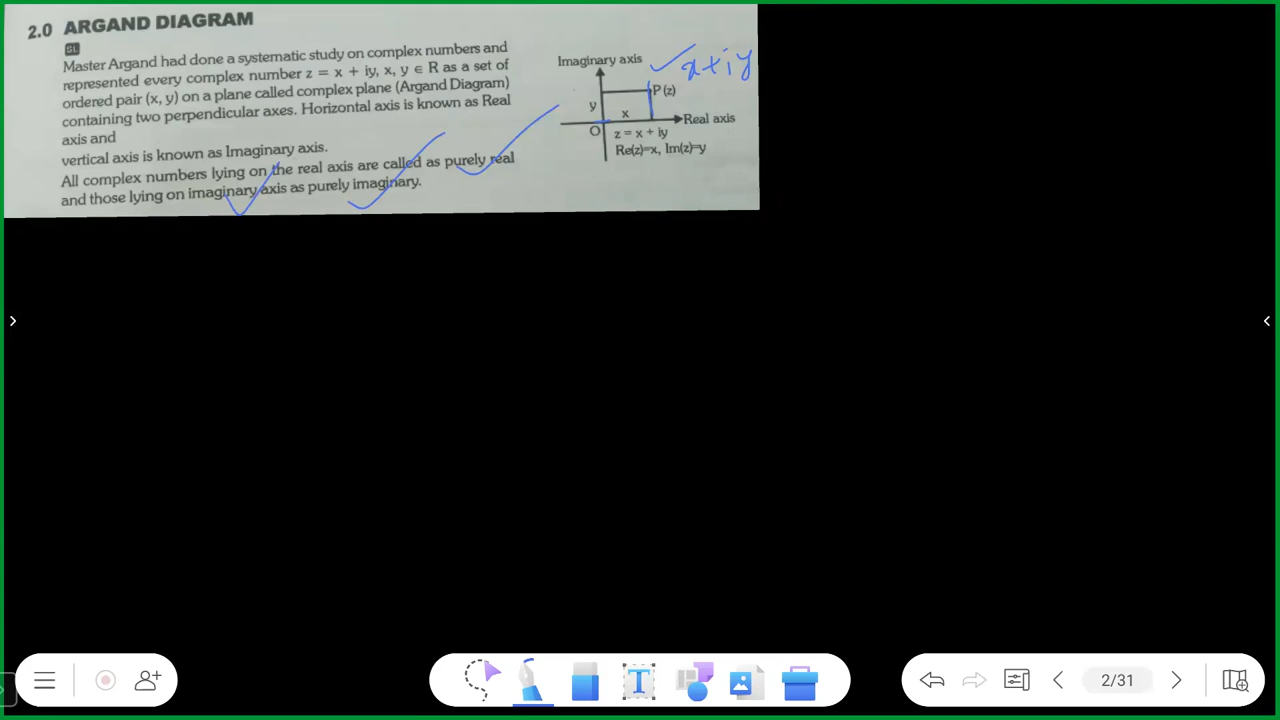 2.0 ARGAND DIAGRAM
SL
Master Argand had done a systematic study on complex numbers and
represented every complex number z = x + iy, x, y ∈ R as a set of
ordered pair (x, y) on a plane called complex plane (Argand Diagram)
containing two perpendicular axes. Horizontal axis is known as Real
axis and
vertical axis is known as Imaginary axis.
All complex numbers lying on the real axis are called as purely real
and those lying on imaginary axis as purely imaginary.
Imaginary axis
x+iy
P(z)
y
x
Real axis
O
z = x + iy
Re(z)=x, Im(z)=y
T
2/31